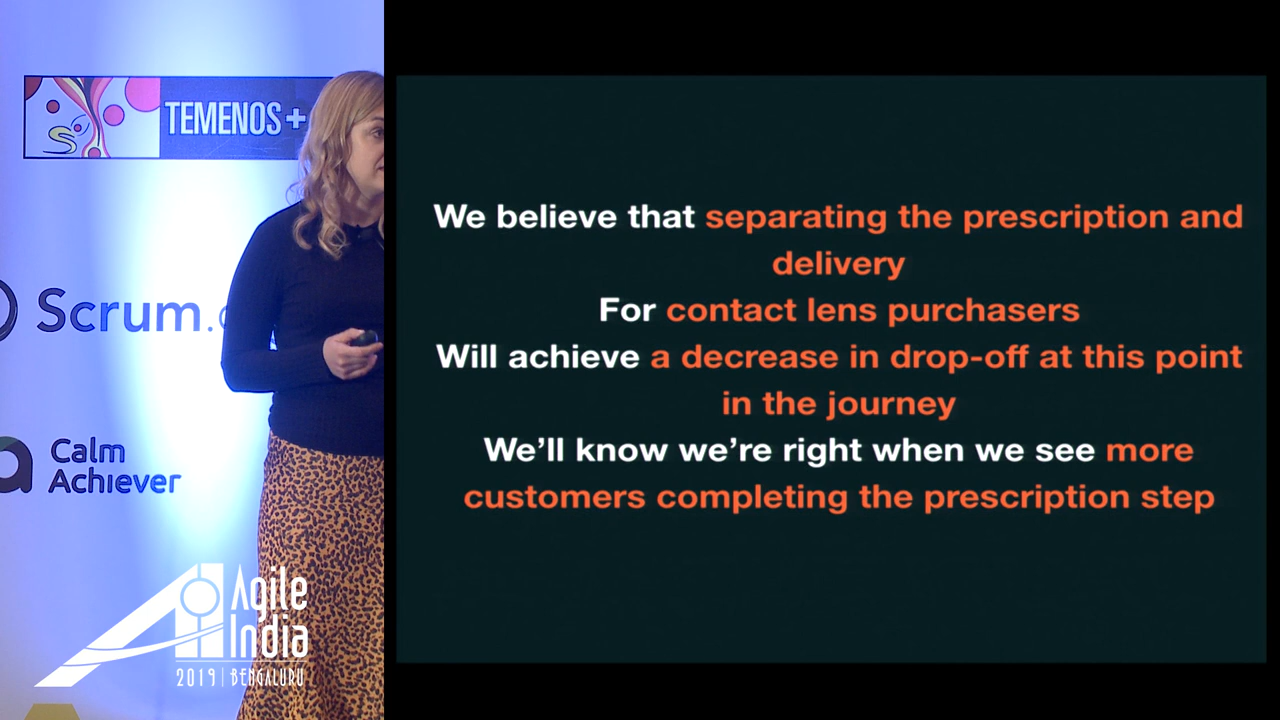 TEMENOS+
Scrum.
Calm
Achiever
Agile
India
2019 | BENGALURU
We believe that separating the prescription and
delivery
For contact lens purchasers
Will achieve a decrease in drop-off at this point
in the journey
We'll know we're right when we see more
customers completing the prescription step